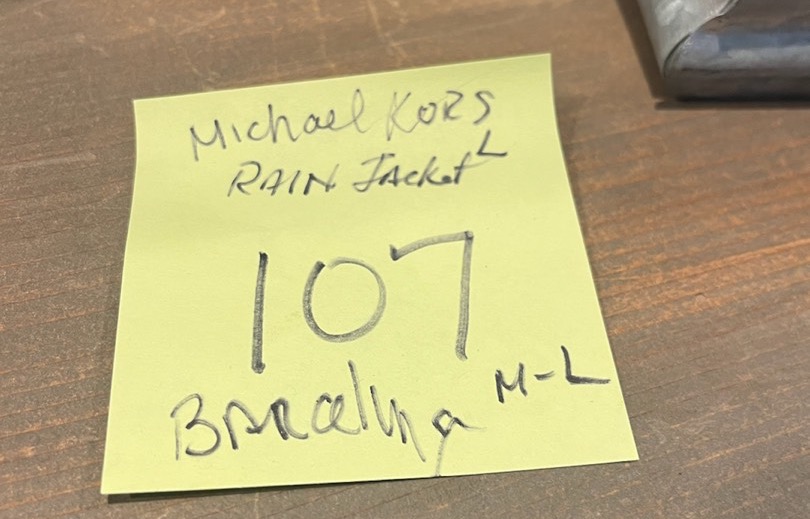 Michael KORS
RAIN Jacket L
107
M-L